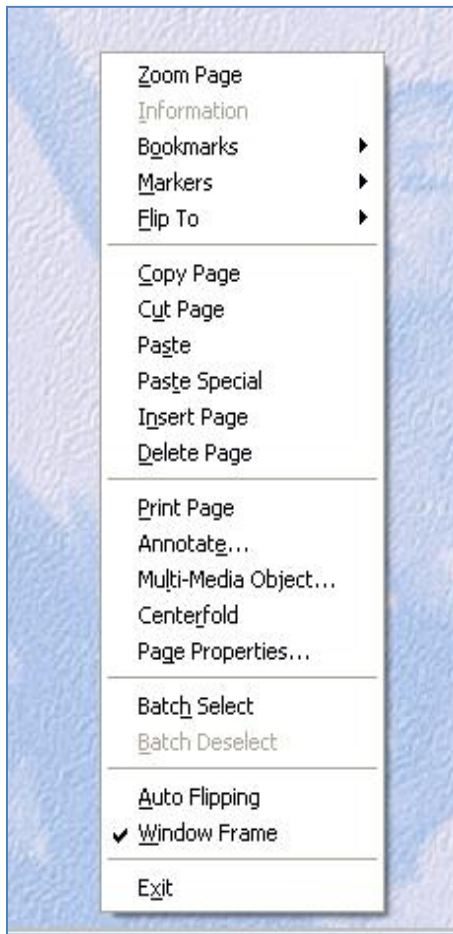 Zoom Page
Information
Bookmarks
Markers
Flip To
Copy Page
Cut Page
Paste
Paste Special
Insert Page
Delete Page
Print Page
Annotate...
Multi-Media Object...
Centerfold
Page Properties...
Batch Select
Batch Deselect
Auto Flipping
Window Frame
Exit